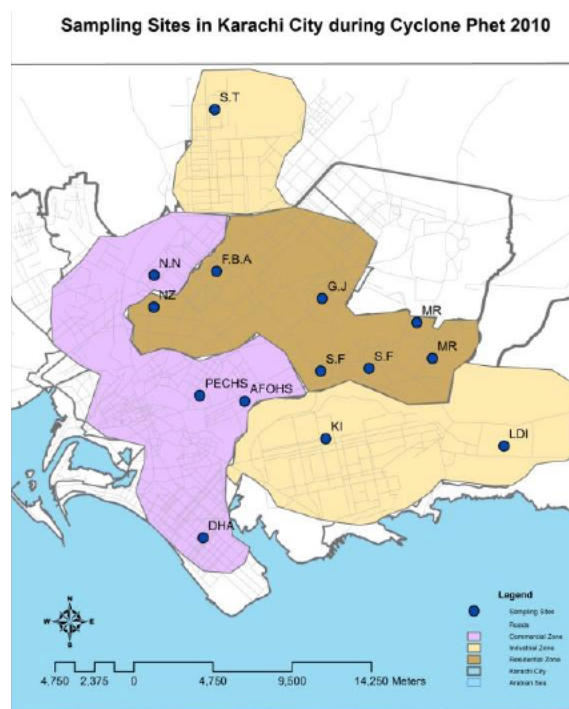 Sampling Sites in Karachi City during Cyclone Phet 2010
S.T
N.N
F.B.A
NZ
G.J
MR
MR
S.F
S.F
PECHS
AFOHS
KI
LDI
DHA
N
W
E
S
4,750 2,375 0 4,750 9,500 14,250 Meters
Legend
Sampling Sites
Roads
Commercial Zone
Industrial Zone
Residential Zone
Karachi City
Arabian Sea